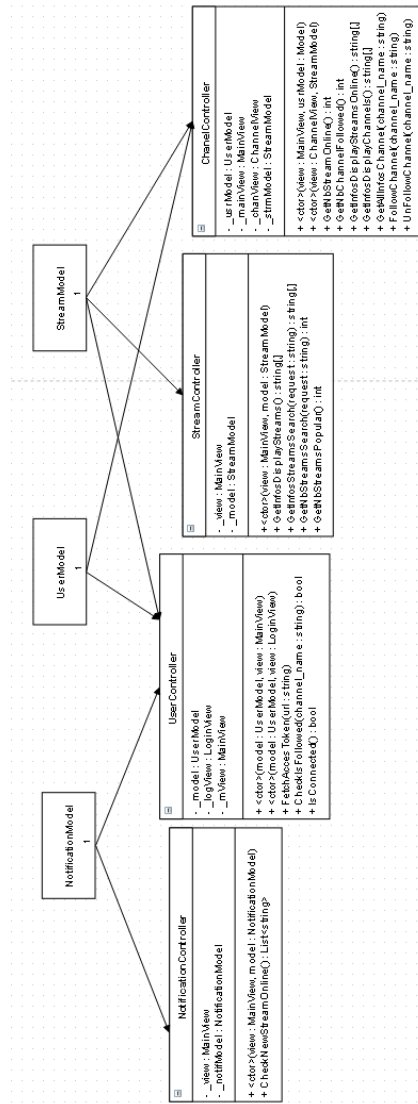 NotificationModel
1
UserModel
1
StreamModel
1
NotificationController
- _view : MainView
- _notifModel : NotificationModel
+ <ctor>(view : MainView, model : NotificationModel)
+ CheckNewStreamOnline() : List<string>
UserController
- _model : UserModel
- _logView : LoginView
- _mView : MainView
+ <ctor>(model : UserModel, view : MainView)
+ <ctor>(model : UserModel, view : LoginView)
+ FetchAccesToken(url : string)
+ CheckIsFollowed(channel_name : string) : bool
+ IsConnected() : bool
StreamController
- _view : MainView
- _model : StreamModel
+ <ctor>(view : MainView, model : StreamModel)
+ GetInfosDisplayStreams() : string[,]
+ GetInfosStreamsSearch(request : string) : string[,]
+ GetNbStreamsSearch(request : string) : int
+ GetNbStreamsPopular() : int
ChanelController
- _usrModel : UserModel
- _mainView : MainView
- _chanView : ChannelView
- _strmModel : StreamModel
+ <ctor>(view : MainView, usrModel : Model)
+ <ctor>(view : ChannelView, StreamModel)
+ GetNbStreamOnline() : int
+ GetNbChannelFollowed() : int
+ GetInfosDisplayStreamsOnline() : string[,]
+ GetInfosDisplayChannels() : string[,]
+ GetAllInfosChannel(channel_name : string)
+ FollowChannel(channel_name : string)
+ UnFollowChannel(channel_name : string)